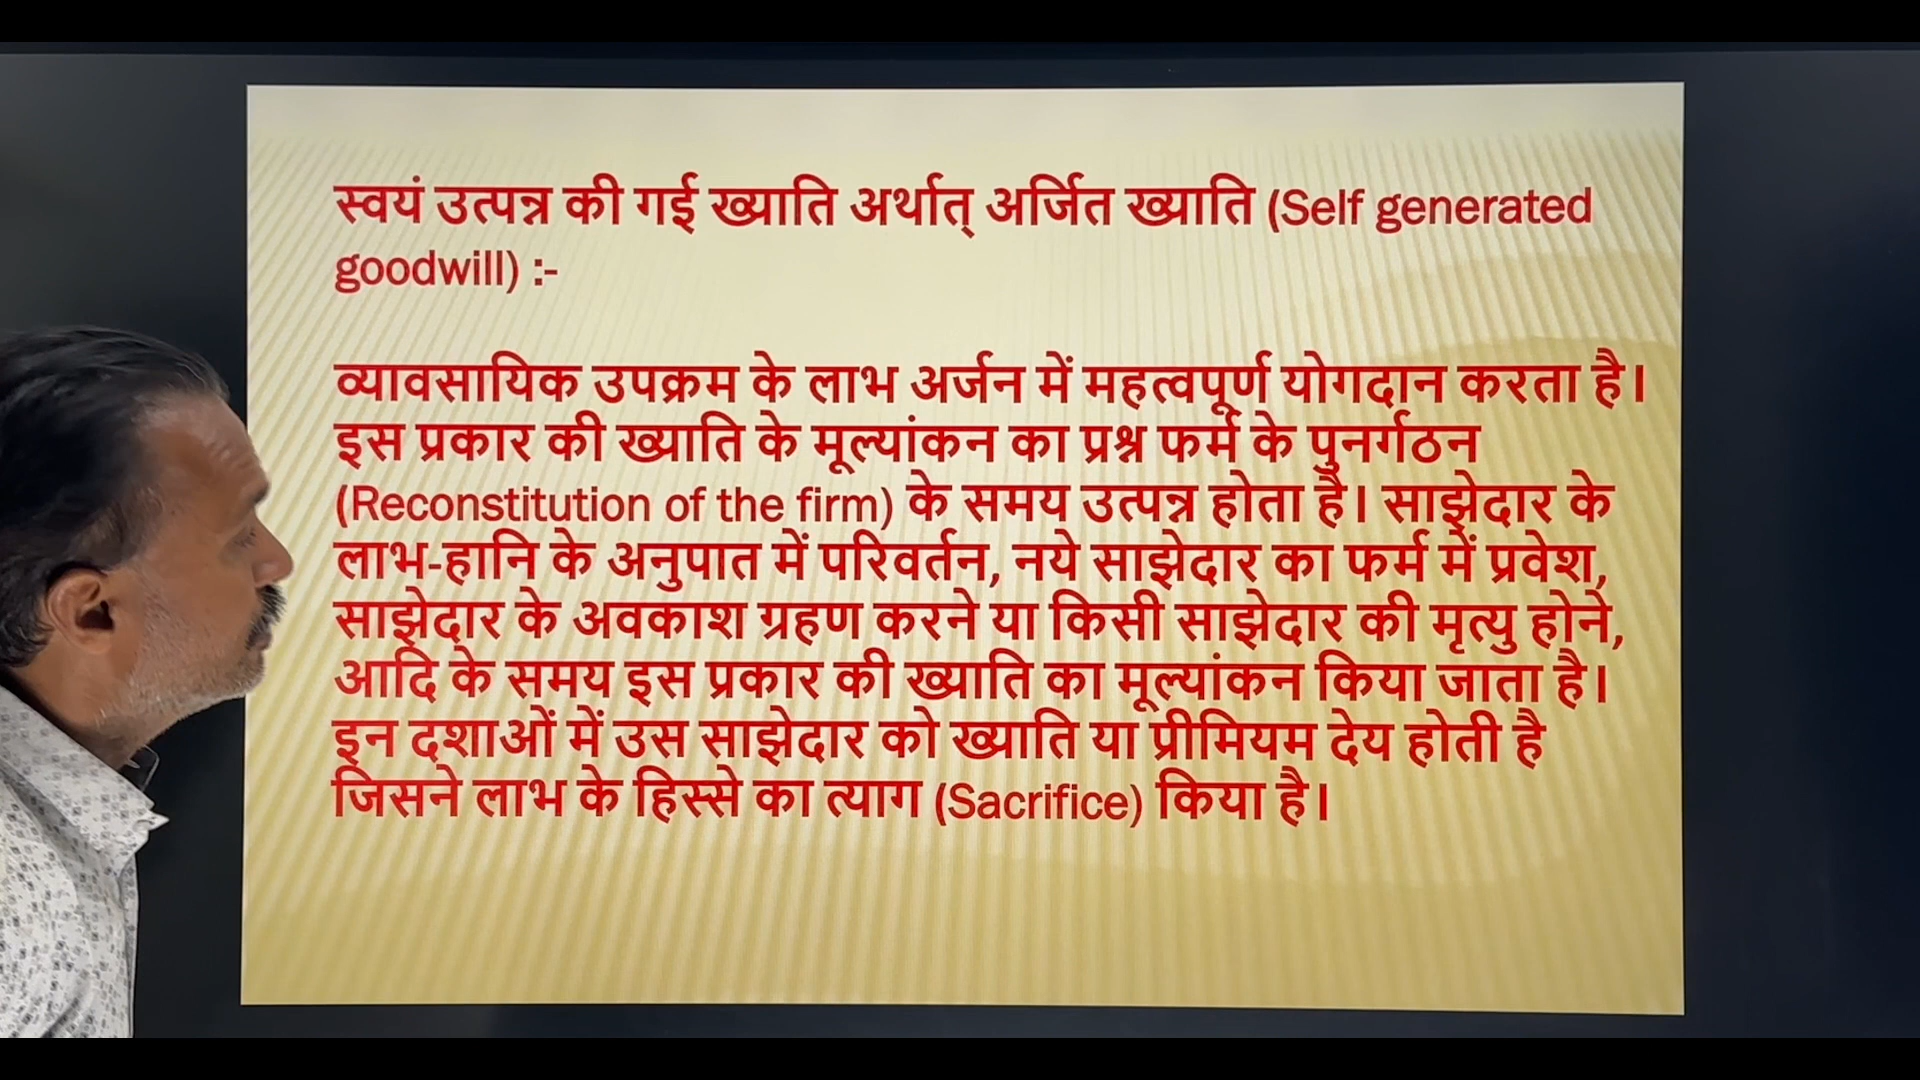 स्वयं उत्पन्न की गई ख्याति अर्थात् अर्जित ख्याति (Self generated
goodwill) :-
व्यावसायिक उपक्रम के लाभ अर्जन में महत्वपूर्ण योगदान करता है।
इस प्रकार की ख्याति के मूल्यांकन का प्रश्न फर्म के पुनर्गठन
(Reconstitution of the firm) के समय उत्पन्न होता है। साझेदार के
लाभ-हानि के अनुपात में परिवर्तन, नये साझेदार का फर्म में प्रवेश,
साझेदार के अवकाश ग्रहण करने या किसी साझेदार की मृत्यु होने,
आदि के समय इस प्रकार की ख्याति का मूल्यांकन किया जाता है।
इन दशाओं में उस साझेदार को ख्याति या प्रीमियम देय होती है
जिसने लाभ के हिस्से का त्याग (Sacrifice) किया है।